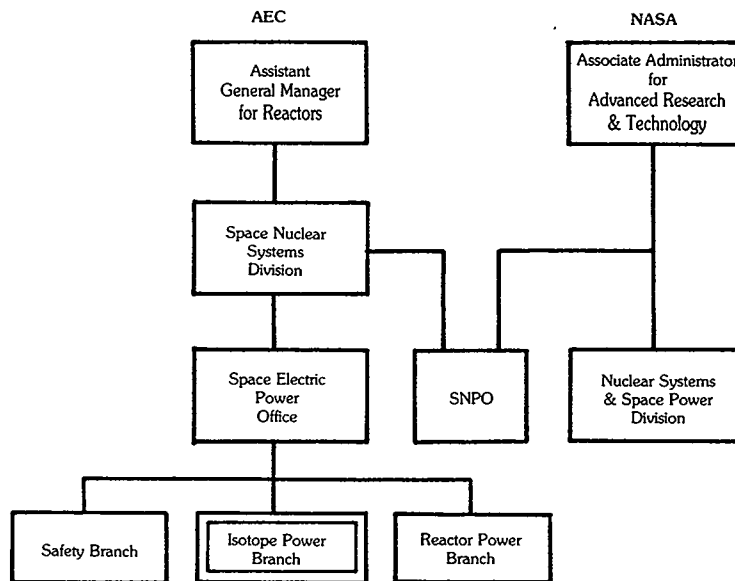 AEC
NASA
Assistant
General Manager
for Reactors
Associate Administrator
for
Advanced Research
& Technology
Space Nuclear
Systems
Division
Space Electric
Power
Office
SNPO
Nuclear Systems
& Space Power
Division
Safety Branch
Isotope Power
Branch
Reactor Power
Branch